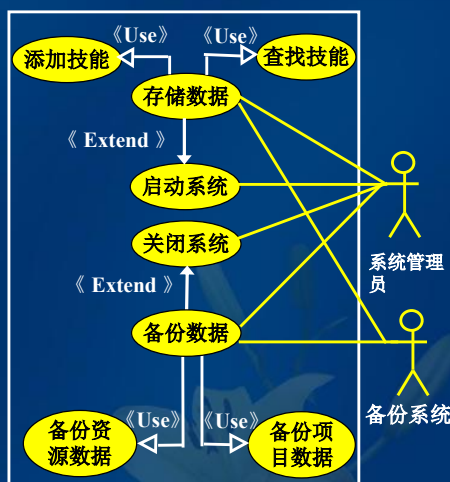 《Use》
《Use》
添加技能
查找技能
存储数据
《 Extend 》
启动系统
关闭系统
系统管理
员
《 Extend 》
备份数据
备份系统
《Use》
《Use》
备份资
源数据
备份项
目数据